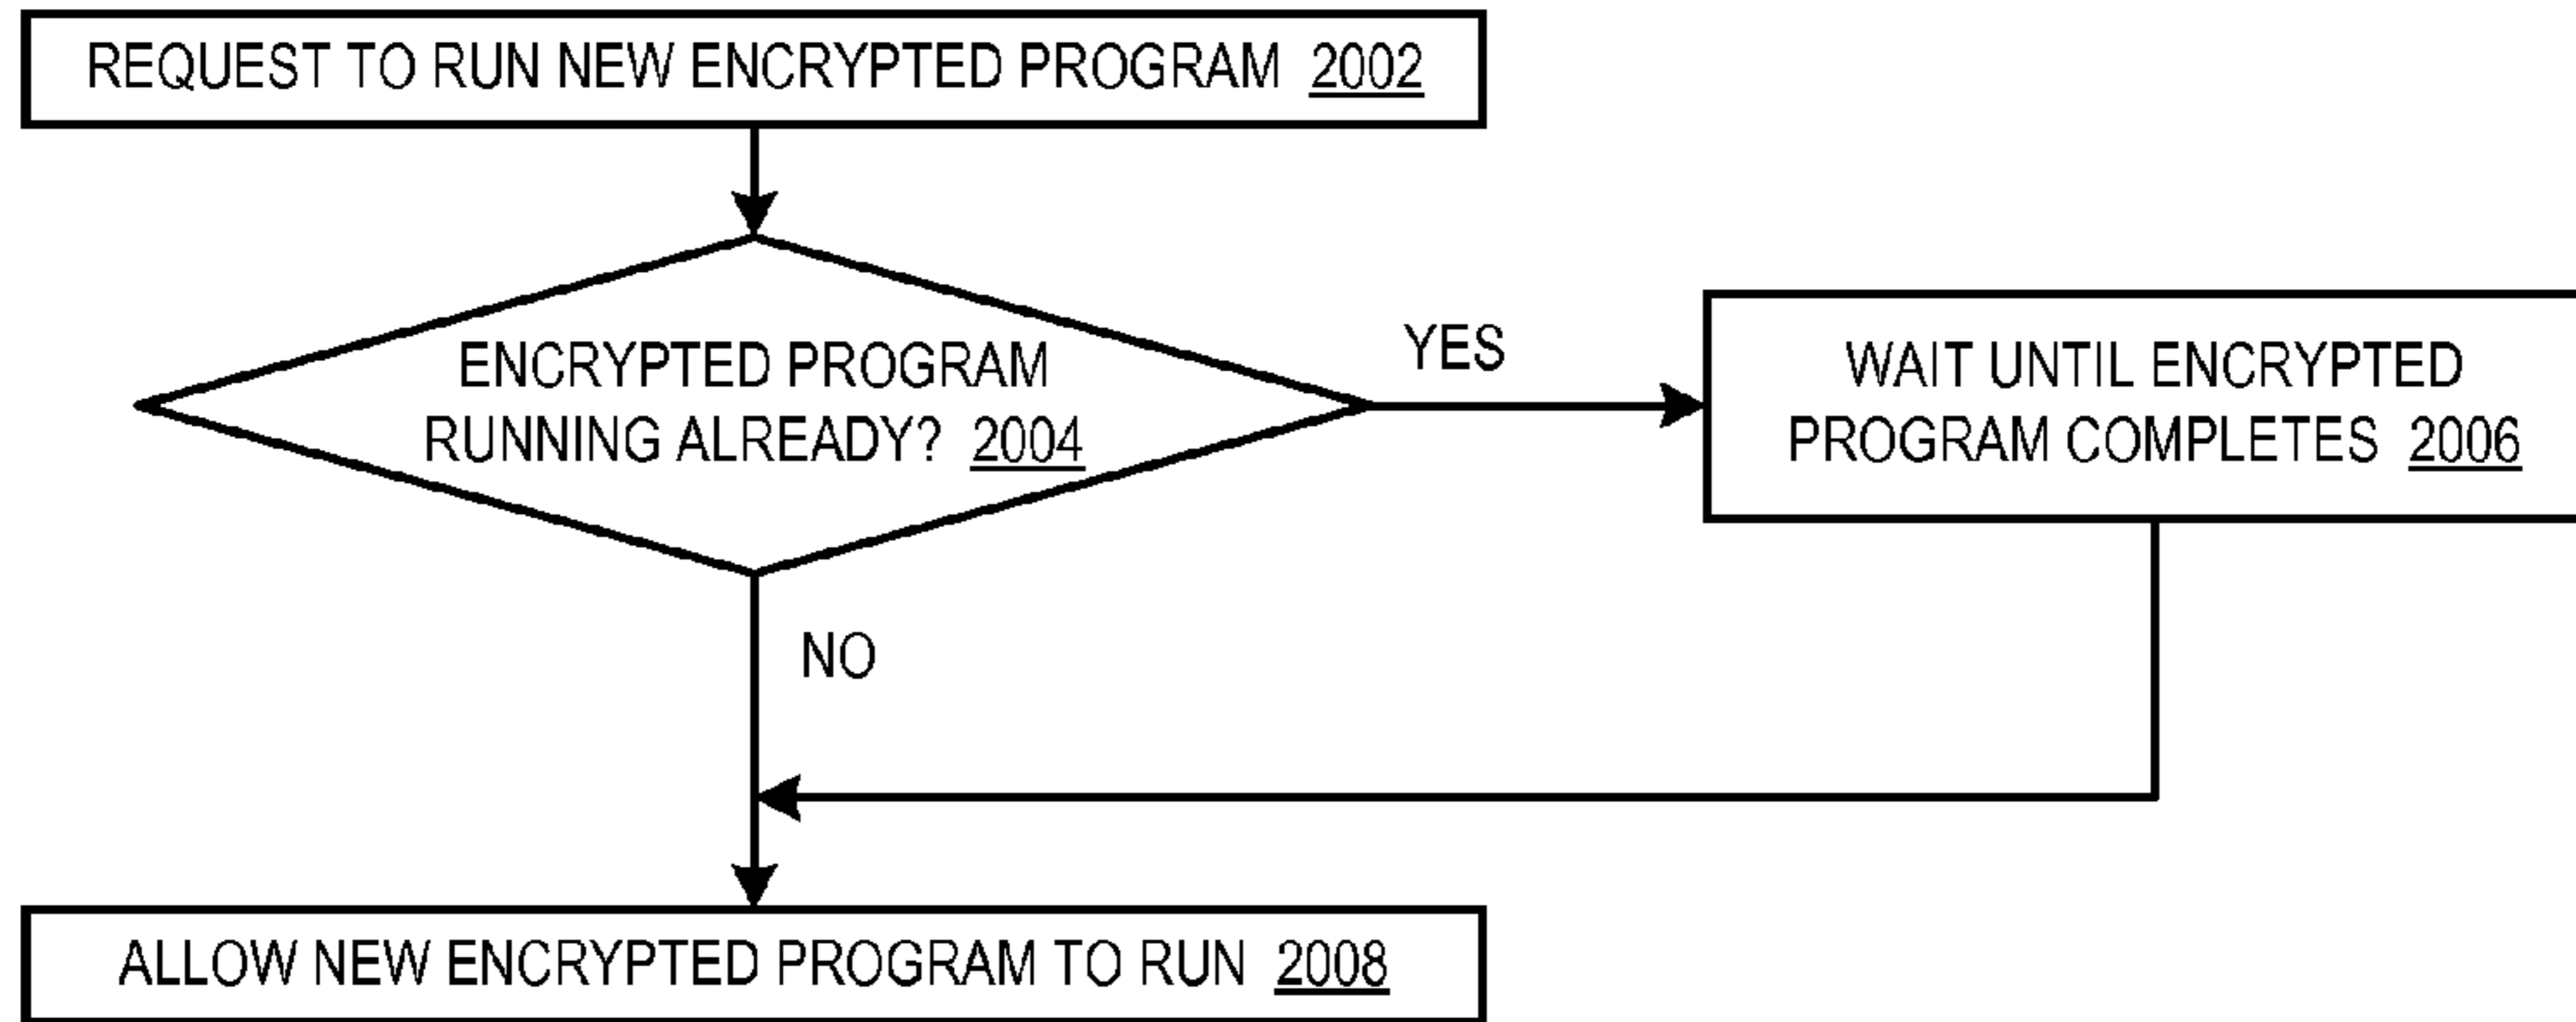 REQUEST TO RUN NEW ENCRYPTED PROGRAM 2002
ENCRYPTED PROGRAM
RUNNING ALREADY? 2004
YES
WAIT UNTIL ENCRYPTED
PROGRAM COMPLETES 2006
NO
ALLOW NEW ENCRYPTED PROGRAM TO RUN 2008